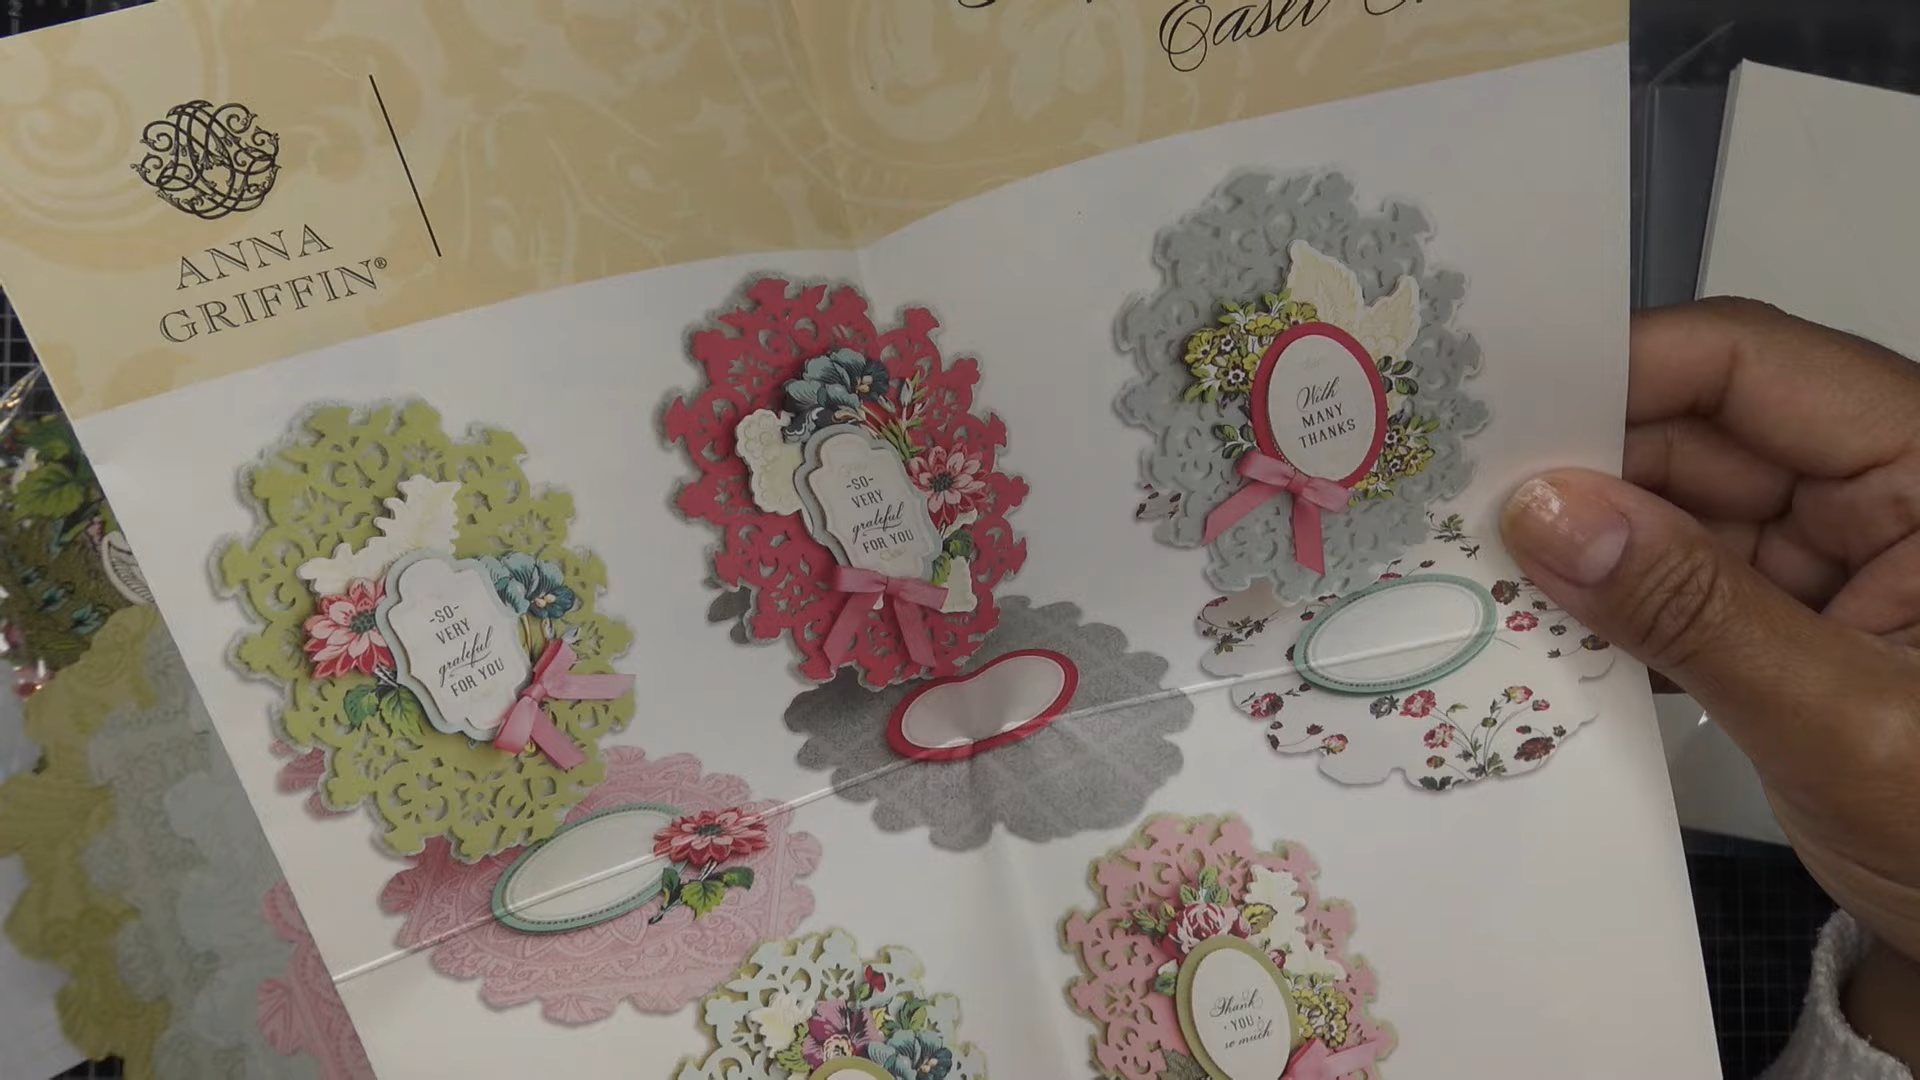 Easel
ANNA
GRIFFIN®
-SO-
VERY
grateful
FOR YOU
-SO-
VERY
grateful
FOR YOU
With
MANY
THANKS
Thank
· YOU ·
so much